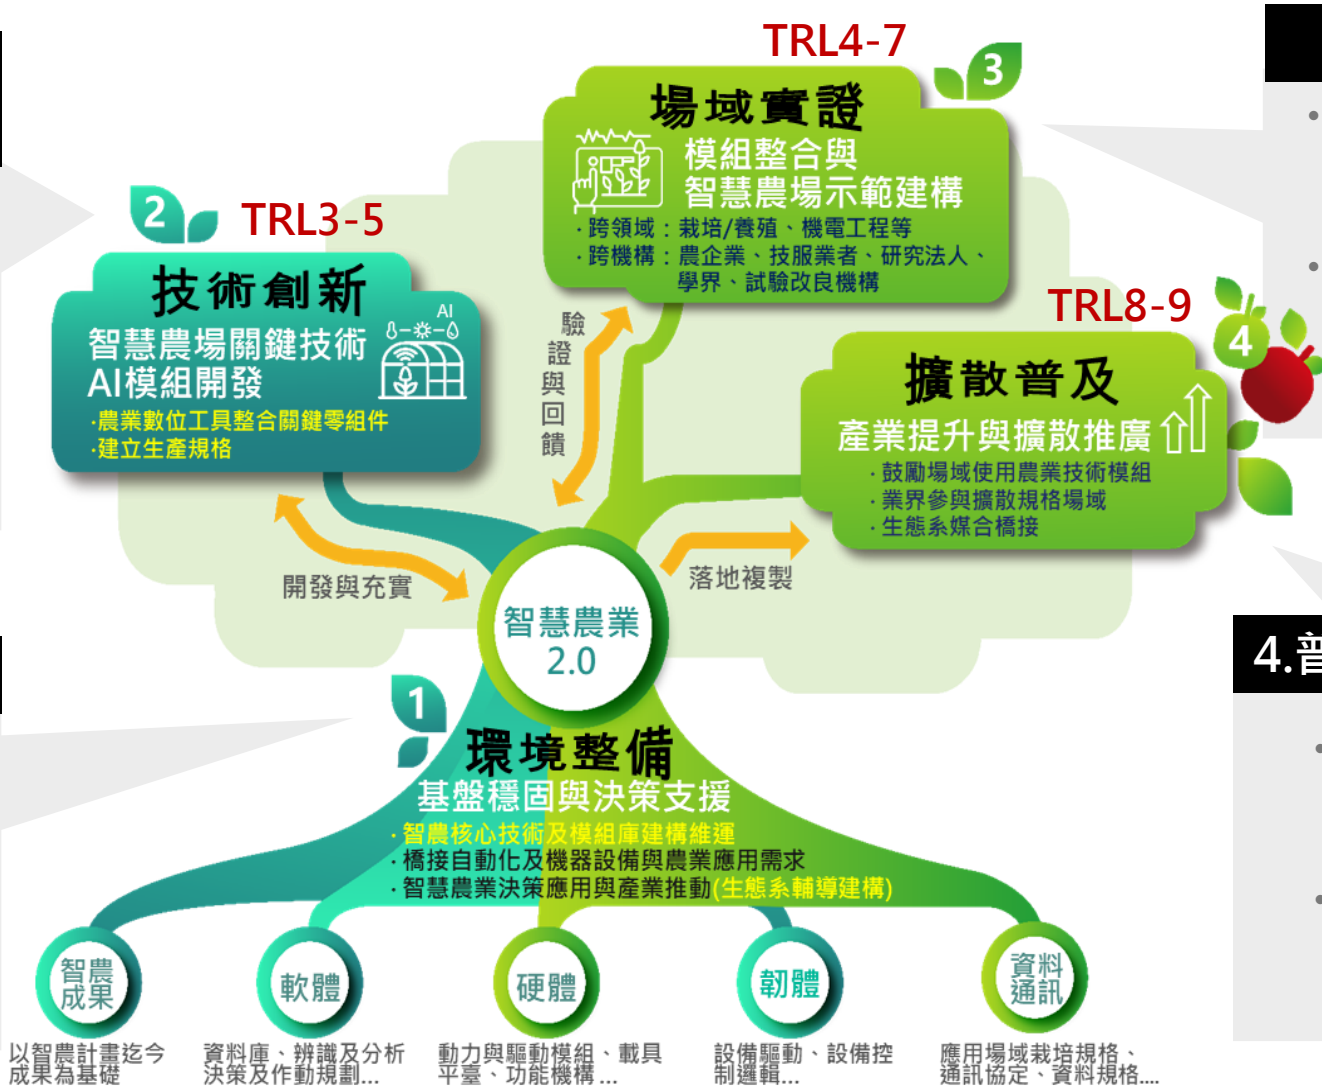 TRL4-7
3
場域實證
模組整合與
智慧農場示範建構
·跨領域：栽培/養殖、機電工程等
·跨機構：農企業、技服業者、研究法人、
學界、試驗改良機構
2
TRL3-5
技術創新
AI
智慧農場關鍵技術
AI模組開發
·農業數位工具整合關鍵零組件
·建立生產規格
TRL8-9
4
擴散普及
產業提升與擴散推廣
·鼓勵場域使用農業技術模組
·業界參與擴散規格場域
·生態系媒合橋接
驗
證
與
回
饋
開發與充實
落地複製
智慧農業
2.0
4.普
1
環境整備
基盤穩固與決策支援
·智農核心技術及模組庫建構維運
·橋接自動化及機器設備與農業應用需求
·智慧農業決策應用與產業推動(生態系輔導建構)
智農
成果
軟體
硬體
韌體
資料
通訊
以智農計畫迄今
成果為基礎
資料庫、辨識及分析
決策及作動規劃...
動力與驅動模組、載具
平臺、功能機構...
設備驅動、設備控
制邏輯...
應用場域栽培規格、
通訊協定、資料規格....